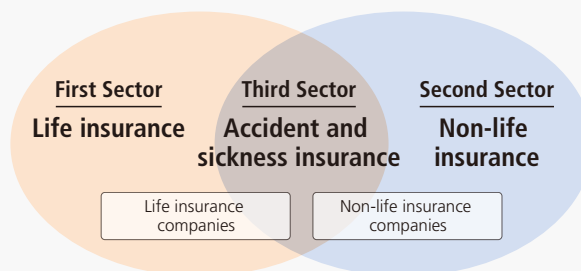 First Sector
Life insurance
Third Sector
Accident and
sickness insurance
Second Sector
Non-life
insurance
Life insurance
companies
Non-life insurance
companies